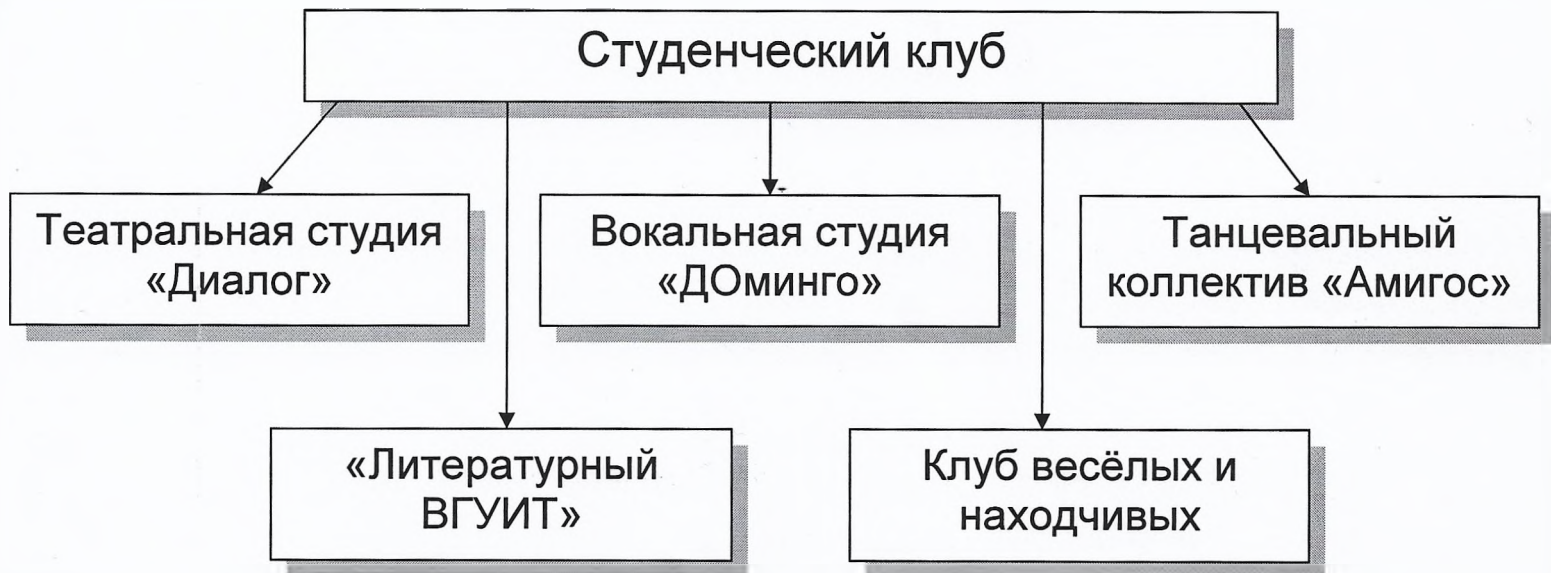 Студенческий клуб
Театральная студия
«Диалог»
Вокальная студия
«ДОминго»
Танцевальный
коллектив «Амигос»
«Литературный
ВГУИТ»
Клуб весёлых и
находчивых